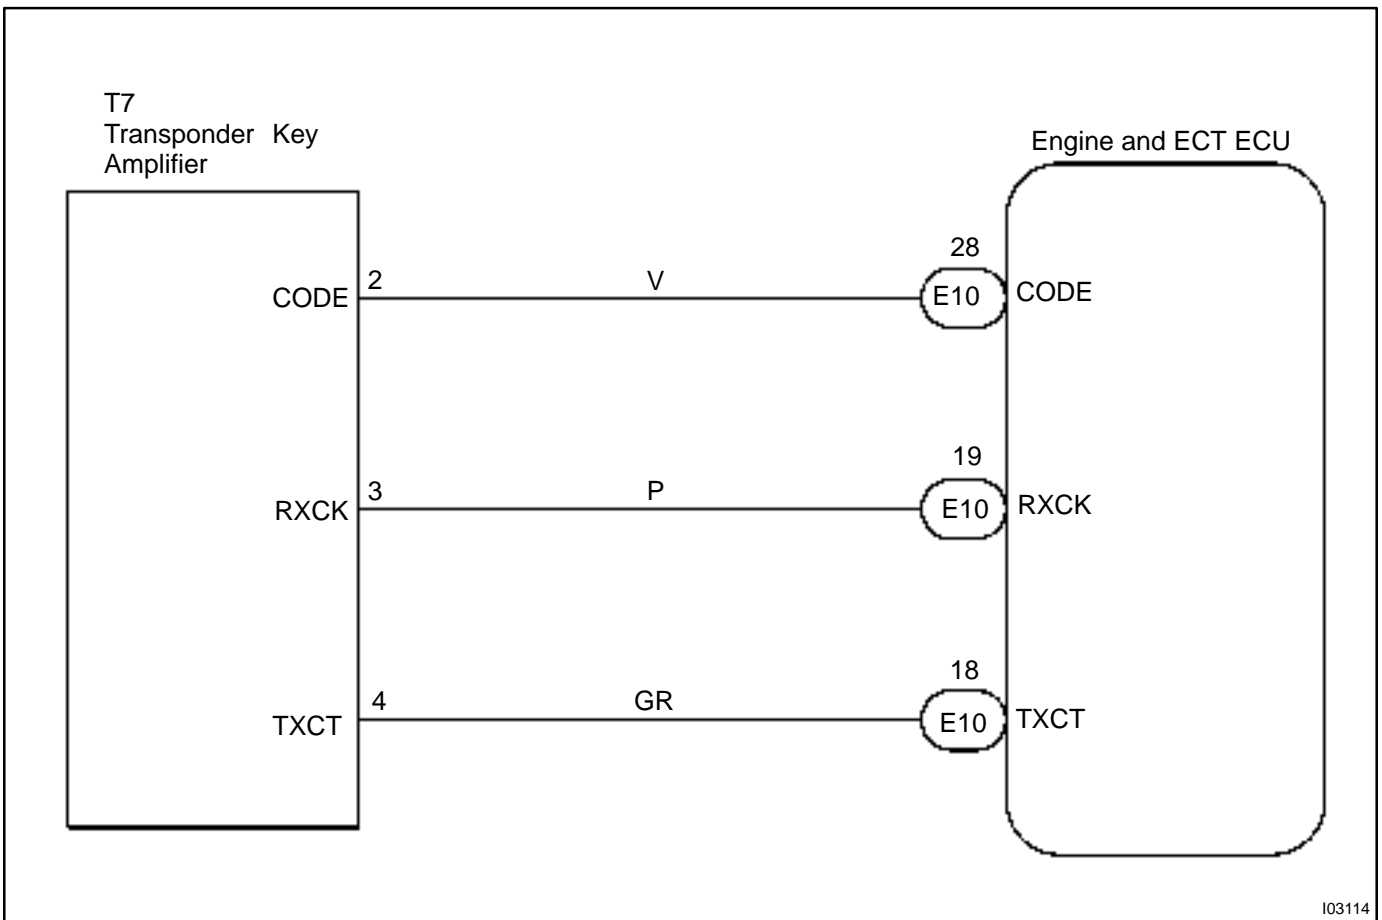 T7
Transponder Key
Amplifier
Engine and ECT ECU
28
2
V
CODE
E10
CODE
19
3
P
RXCK
E10
RXCK
18
4
GR
TXCT
E10
TXCT
I03114